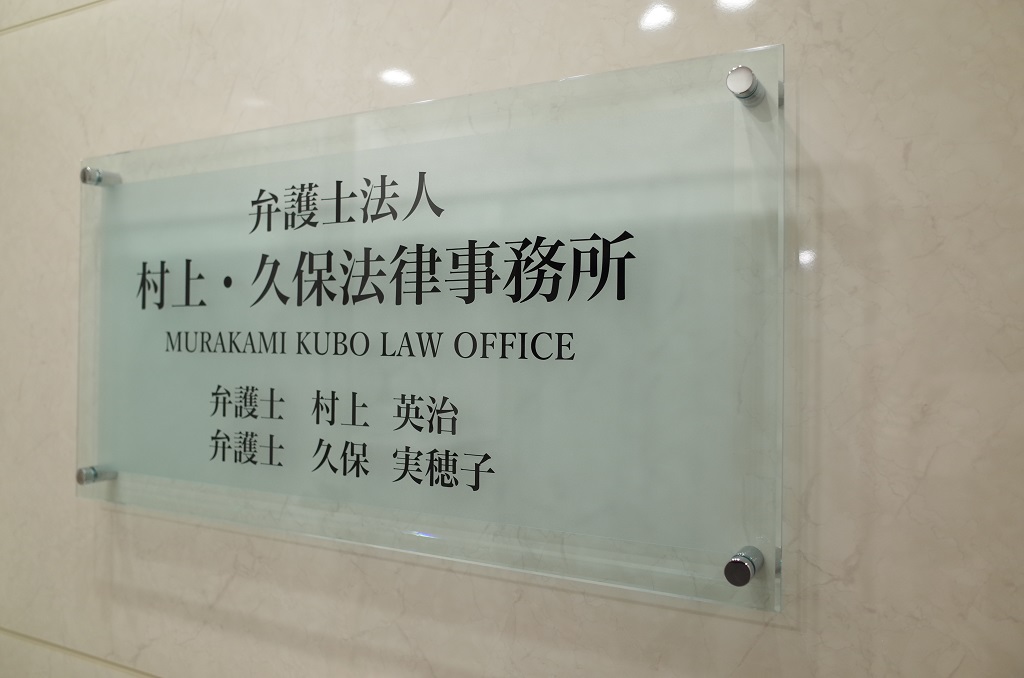 弁護士法人
村上・久保法律事務所
MURAKAMI KUBO LAW OFFICE
弁護士 村上 英治
弁護士 久保 実穂子